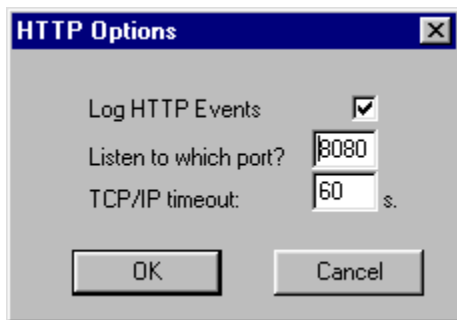 HTTP Options
Log HTTP Events
Listen to which port? 8080
TCP/IP timeout: 60 s.
OK Cancel